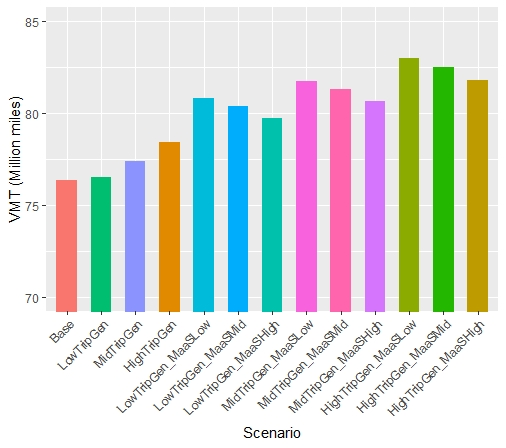 85
80
75
70
VMT (Million miles)
Base
LowTripGen
MidTripGen
HighTripGen
LowTripGen_MaaSLow
LowTripGen_MaaSMid
LowTripGen_MaaSHigh
MidTripGen_MaaSLow
MidTripGen_MaaSMid
MidTripGen_MaaSHigh
HIghTripGen_MaaSLow
HIghTripGen_MaaSMid
HIghTripGen_MaaSHigh
Scenario